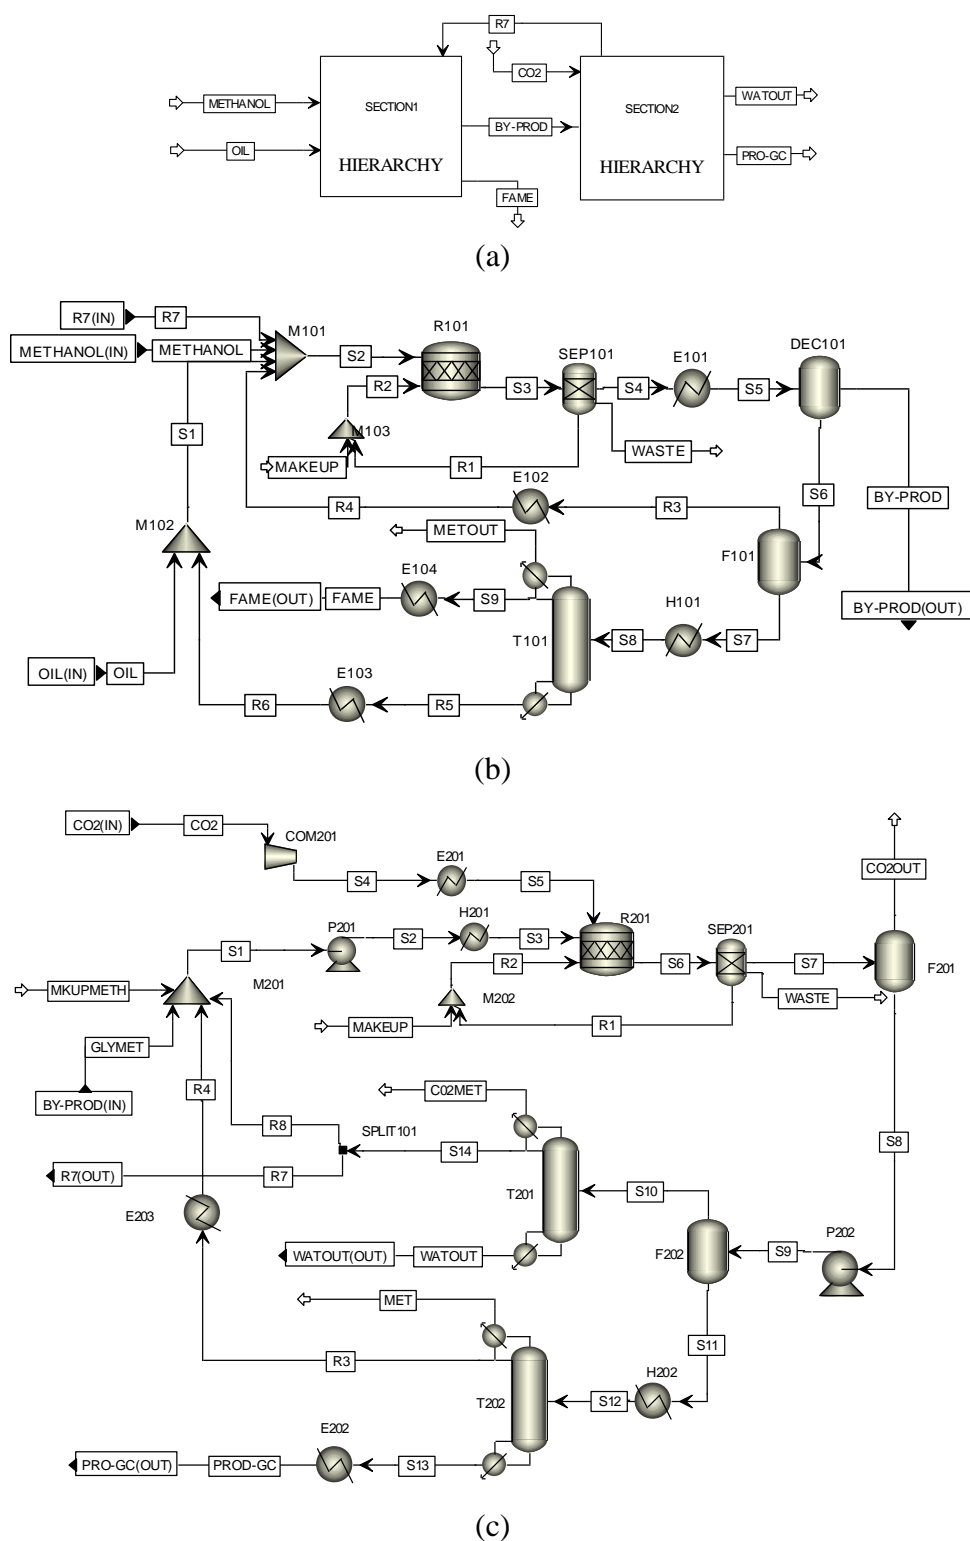 R7
CO2
METHANOL
SECTION1
SECTION2
WATOUT
BY-PROD
OIL
PRO-GC
HIERARCHY
HIERARCHY
FAME
(a)
R7(IN)
R7
M101
R101
METHANOL(IN)
METHANOL
S2
SEP101
E101
DEC101
R2
S3
S4
S5
S1
M103
WASTE
MAKEUP
R1
E102
S6
BY-PROD
R4
R3
M102
METOUT
F101
E104
FAME(OUT)
FAME
S9
H101
BY-PROD(OUT)
T101
S8
S7
OIL(IN)
OIL
E103
R6
R5
(b)
CO2(IN)
CO2
COM201
E201
CO2OUT
S4
S5
H201
P201
R201
S2
S3
SEP201
S1
R2
S6
S7
F201
MKUPMETH
M201
M202
WASTE
MAKEUP
R1
GLYMET
R4
C02MET
BY-PROD(IN)
R8
SPLIT101
S14
S8
R7(OUT)
R7
T201
S10
E203
P202
WATOUT(OUT)
WATOUT
F202
S9
MET
S11
R3
H202
T202
S12
E202
PRO-GC(OUT)
PROD-GC
S13
(c)